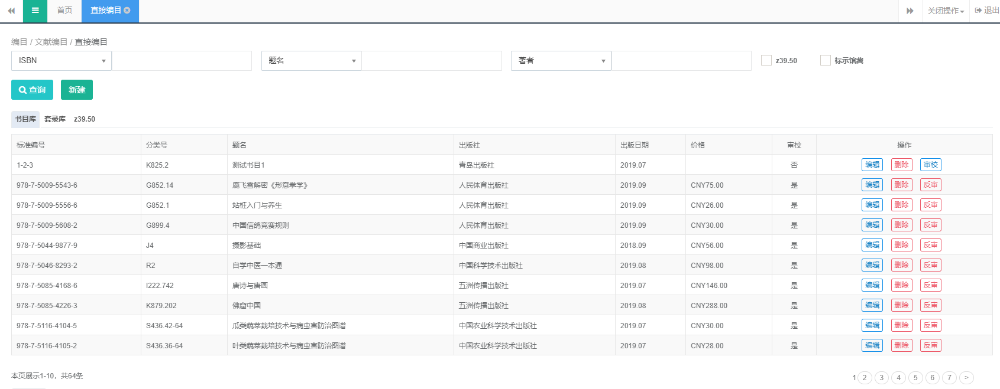 首页 直接编目 关闭操作 退出
编目 / 文献编目 / 直接编目
ISBN 题名 著者 z39.50 标示馆藏
查询 新建
书目库 套录库 z39.50
标准编号 分类号 题名 出版社 出版日期 价格 审校 操作
1-2-3 K825.2 测试书目1 青岛出版社 2019.07 否 编辑 删除 审校
978-7-5009-5543-6 G852.14 鹿飞雪解密《形意拳学》 人民体育出版社 2019.09 CNY75.00 是 编辑 删除 反审
978-7-5009-5556-6 G852.1 站桩入门与养生 人民体育出版社 2019.09 CNY26.00 是 编辑 删除 反审
978-7-5009-5608-2 G899.4 中国信鸽竞赛规则 人民体育出版社 2019.09 CNY30.00 是 编辑 删除 反审
978-7-5044-9877-9 J4 摄影基础 中国商业出版社 2018.09 CNY56.00 是 编辑 删除 反审
978-7-5046-8293-2 R2 自学中医一本通 中国科学技术出版社 2019.08 CNY98.00 是 编辑 删除 反审
978-7-5085-4168-6 I222.742 唐诗与唐画 五洲传播出版社 2019.07 CNY146.00 是 编辑 删除 反审
978-7-5085-4226-3 K879.202 佛窟中国 五洲传播出版社 2019.08 CNY288.00 是 编辑 删除 反审
978-7-5116-4104-5 S436.42-64 瓜类蔬菜栽培技术与病虫害防治图谱 中国农业科学技术出版社 2019.07 CNY30.00 是 编辑 删除 反审
978-7-5116-4105-2 S436.36-64 叶类蔬菜栽培技术与病虫害防治图谱 中国农业科学技术出版社 2019.07 CNY28.00 是 编辑 删除 反审
本页展示1-10，共64条 1 2 3 4 5 6 7 >